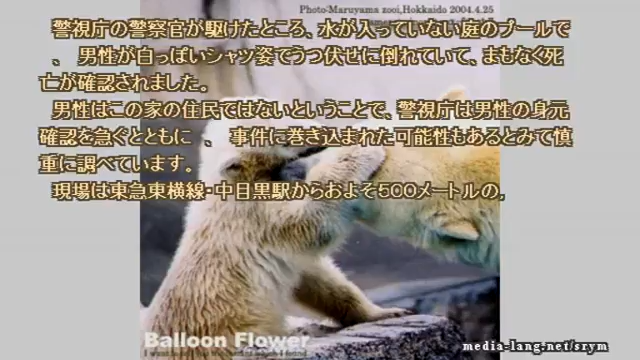 Photo-Maruyama zooi,Hokkaido 2004.4.25
警視庁の警察官が駆けたところ、水が入っていない庭のプールで
、 男性が白っぽいシャツ姿でうつ伏せに倒れていて、まもなく死
亡が確認されました。
男性はこの家の住民ではないということで、警視庁は男性の身元
確認を急ぐとともに 、 事件に巻き込まれた可能性もあるとみて慎
重に調べています。
現場は東急東横線・中目黒駅からおよそ500メートルの,
Balloon Flower
media-lang.net/srym